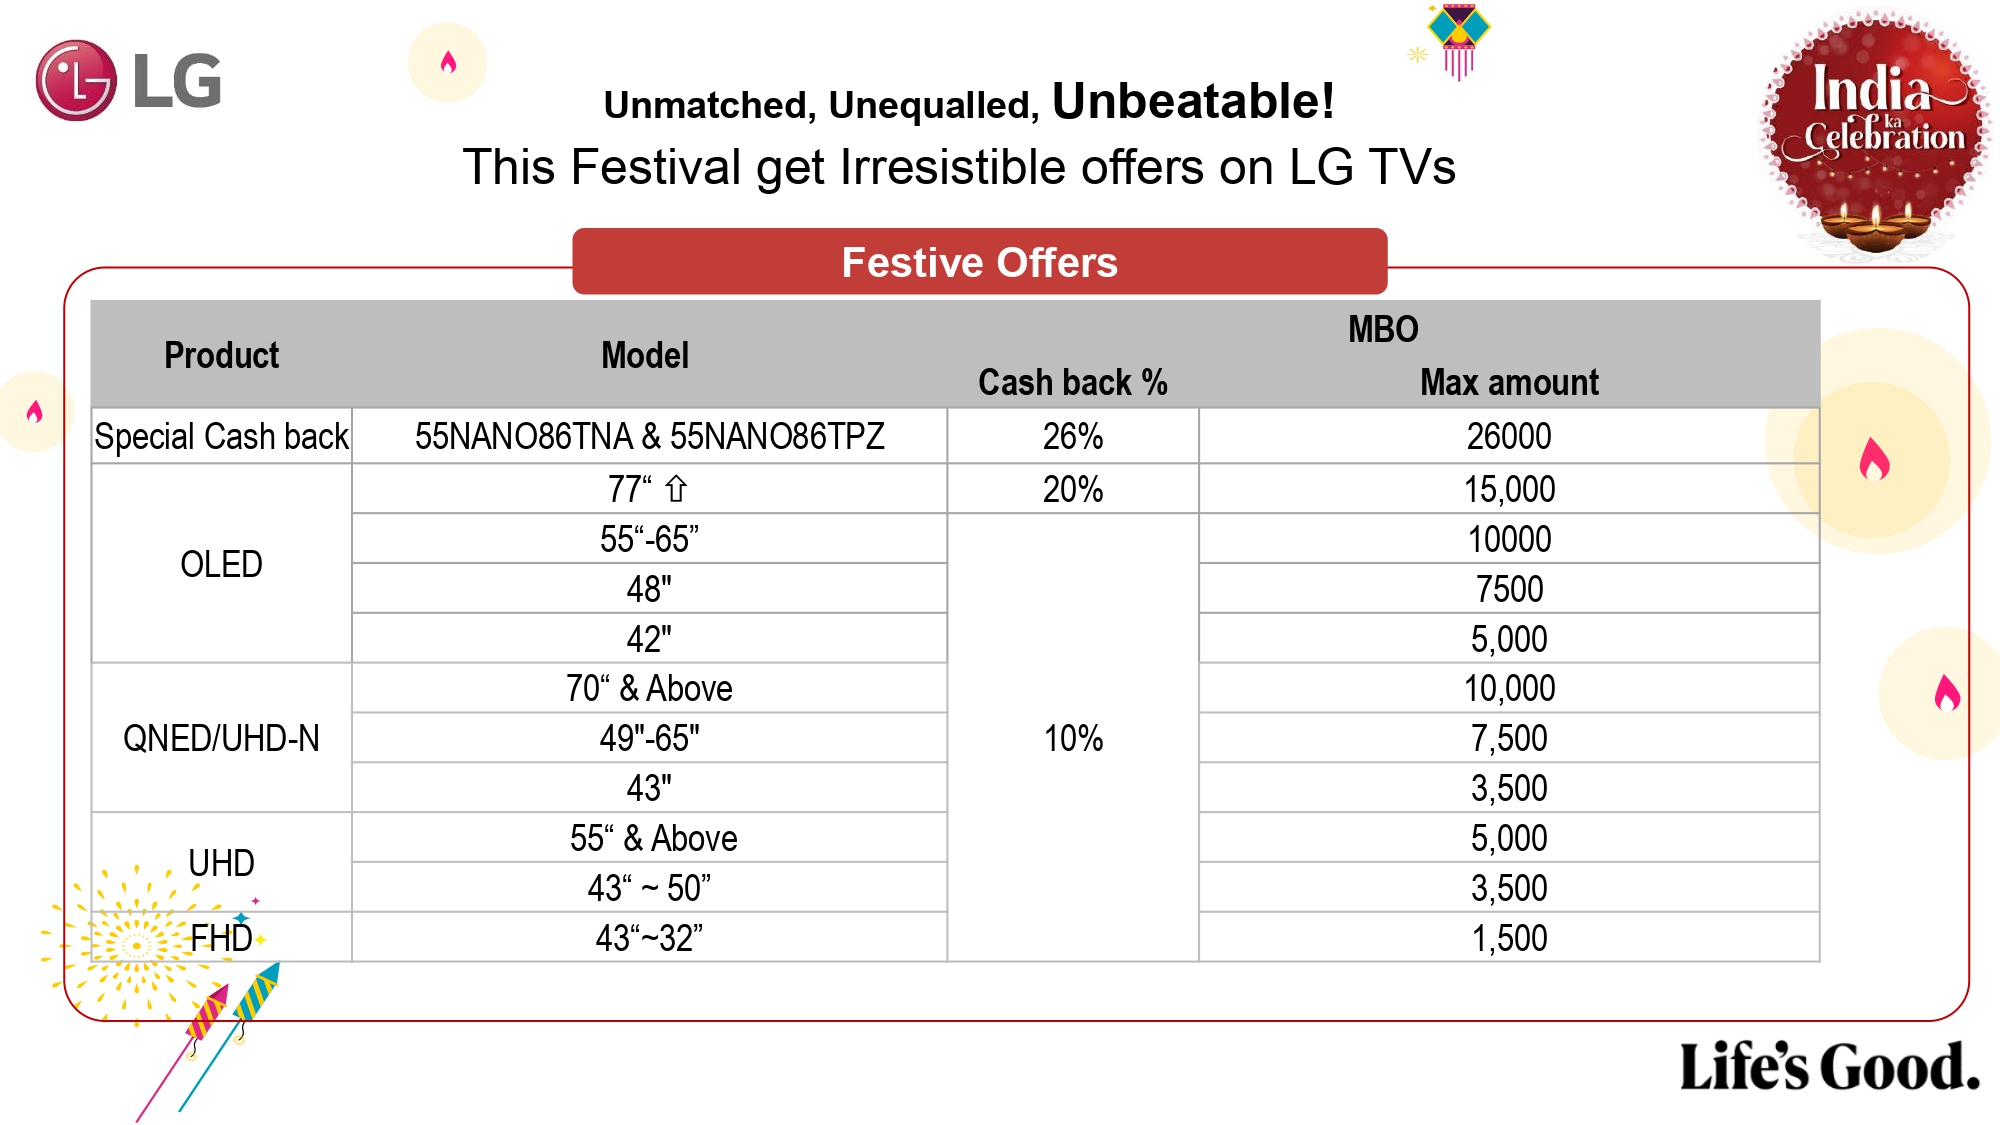 LG
Unmatched, Unequalled, Unbeatable!
This Festival get Irresistible offers on LG TVs
India
ka
Celebration
Festive Offers
Product Model MBO
Cash back % Max amount
Special Cash back 55NANO86TNA & 55NANO86TPZ 26% 26000
OLED 77“ ⇧ 20% 15,000
55“-65” 10000
48" 7500
42" 5,000
QNED/UHD-N 70“ & Above 10% 10,000
49"-65" 7,500
43" 3,500
UHD 55“ & Above 5,000
43“ ~ 50” 3,500
FHD 43“~32” 1,500
Life's Good.